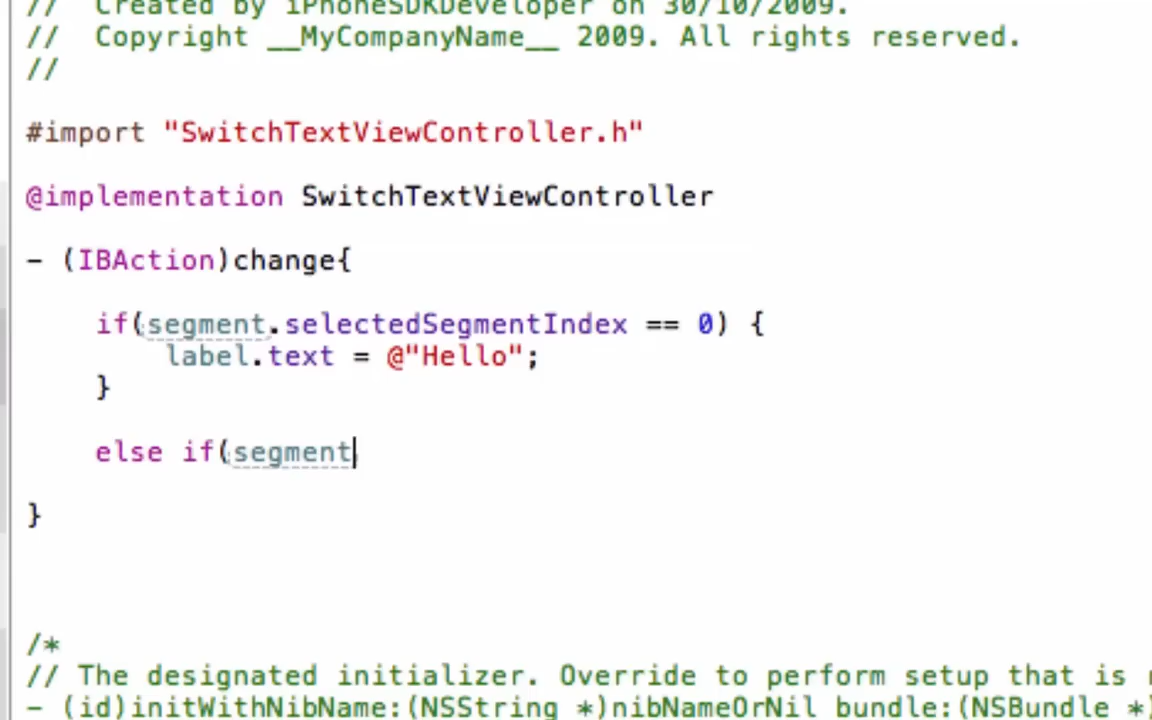 // Created by iPhoneSDKDeveloper on 30/10/2009.
// Copyright __MyCompanyName__ 2009. All rights reserved.
//
#import "SwitchTextViewController.h"
@implementation SwitchTextViewController
- (IBAction)change{
if(segment.selectedSegmentIndex == 0) {
label.text = @"Hello";
}
else if(segment
}
/*
// The designated initializer. Override to perform setup that is
- (id)initWithNibName:(NSString *)nibNameOrNil bundle:(NSBundle *)